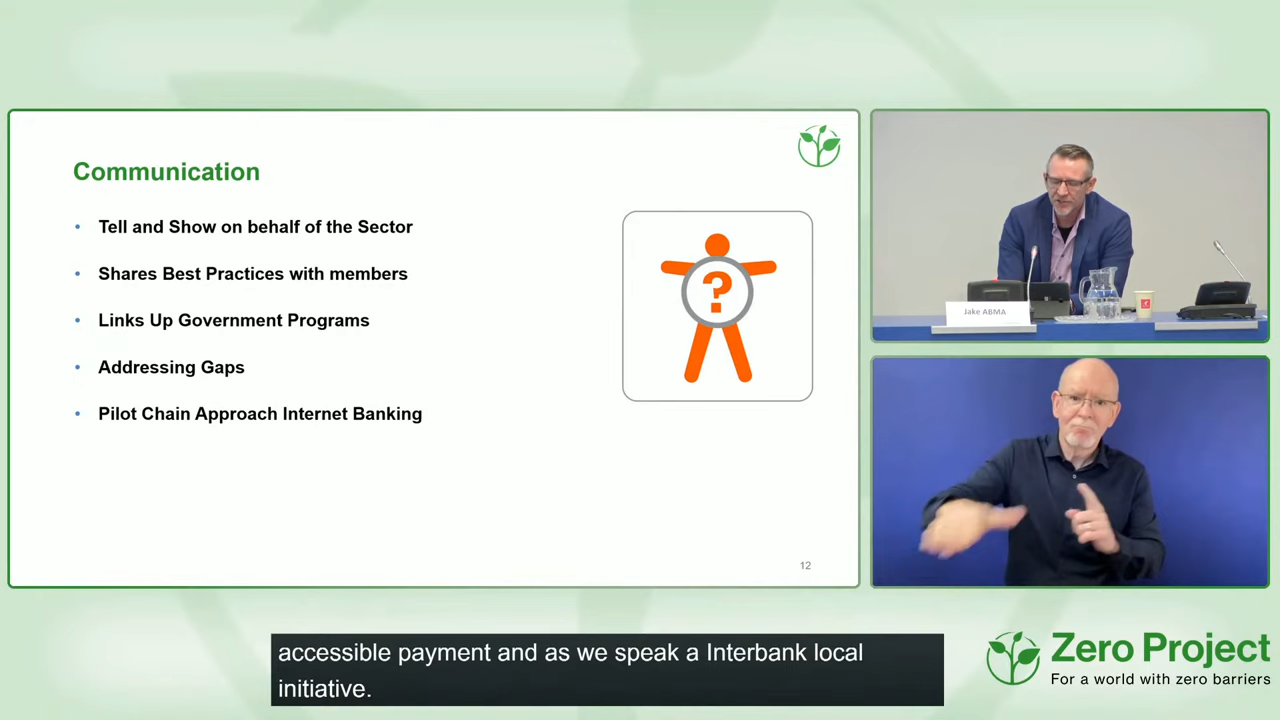 Communication
• Tell and Show on behalf of the Sector
• Shares Best Practices with members
• Links Up Government Programs
• Addressing Gaps
• Pilot Chain Approach Internet Banking
?
12
Jake ABMA
accessible payment and as we speak a Interbank local
initiative.
Zero Project
For a world with zero barriers